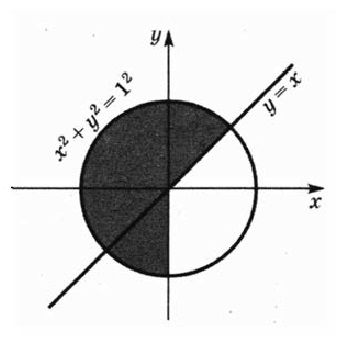 y
x² + y² = 1²
y = x
x